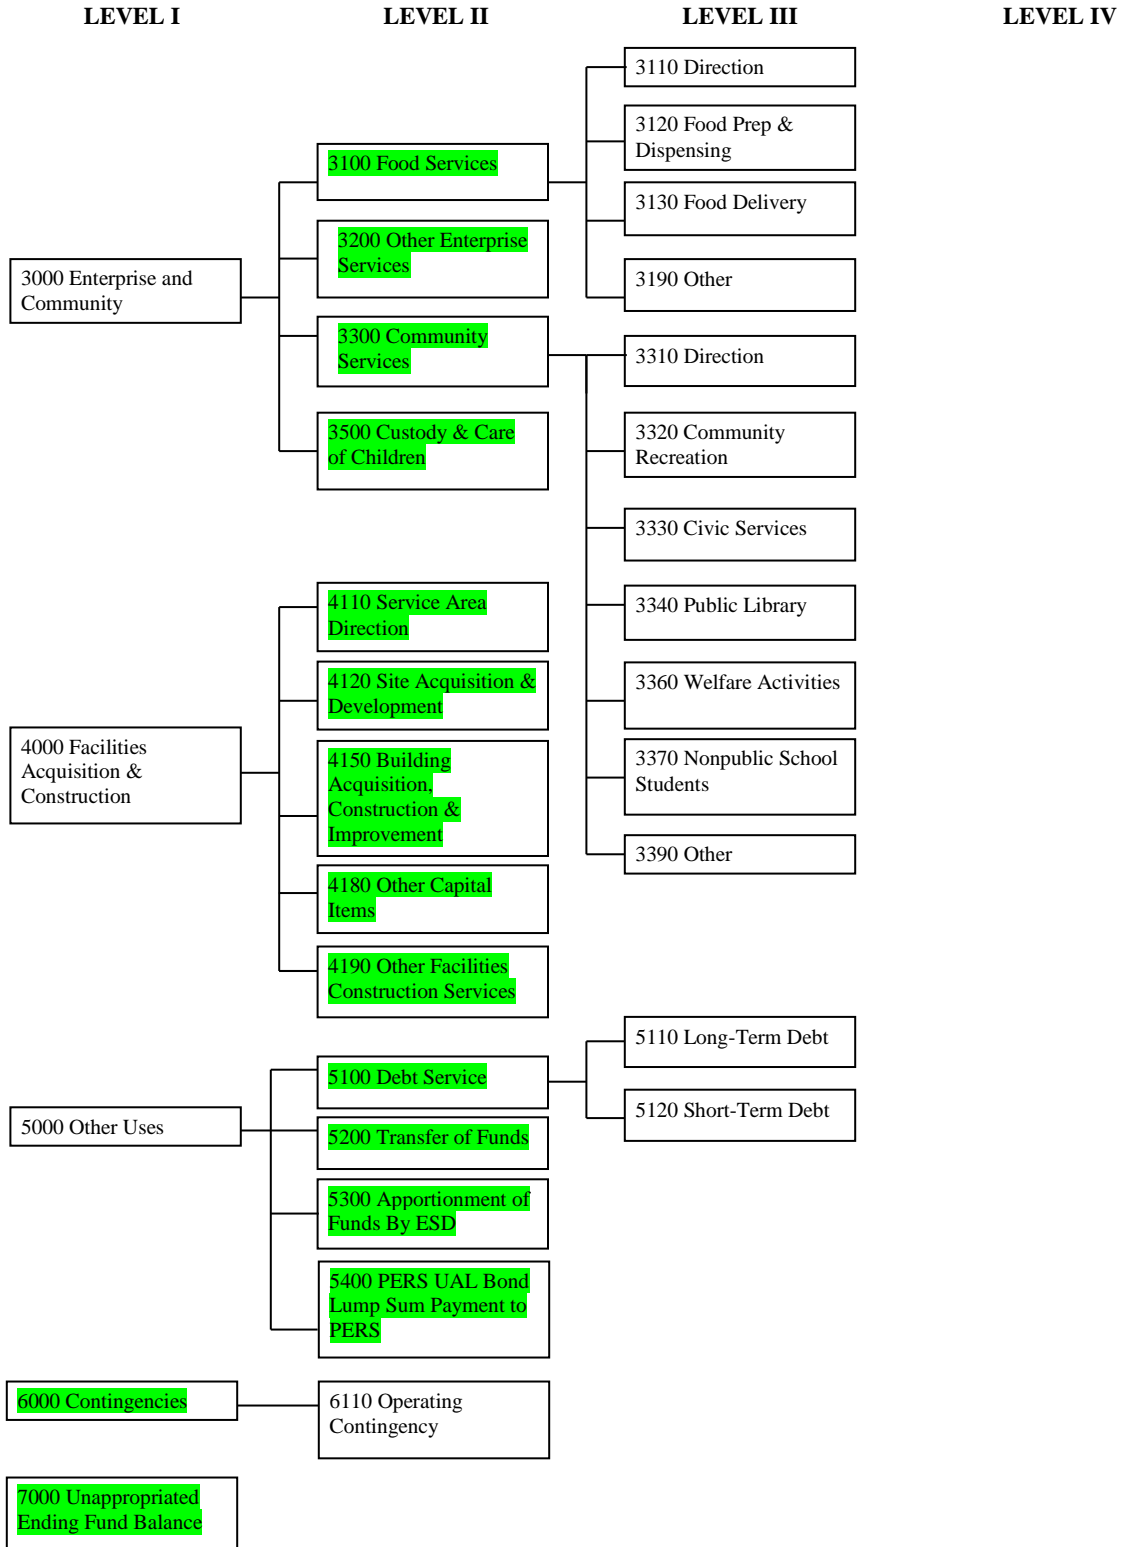 LEVEL I LEVEL II LEVEL III LEVEL IV
3000 Enterprise and
Community
3100 Food Services
3200 Other Enterprise
Services
3300 Community
Services
3500 Custody & Care
of Children
3110 Direction
3120 Food Prep &
Dispensing
3130 Food Delivery
3190 Other
3310 Direction
3320 Community
Recreation
3330 Civic Services
3340 Public Library
3360 Welfare Activities
3370 Nonpublic School
Students
3390 Other
4000 Facilities
Acquisition &
Construction
4110 Service Area
Direction
4120 Site Acquisition &
Development
4150 Building
Acquisition,
Construction &
Improvement
4180 Other Capital
Items
4190 Other Facilities
Construction Services
5000 Other Uses
5100 Debt Service
5200 Transfer of Funds
5300 Apportionment of
Funds By ESD
5400 PERS UAL Bond
Lump Sum Payment to
PERS
5110 Long-Term Debt
5120 Short-Term Debt
6000 Contingencies
6110 Operating
Contingency
7000 Unappropriated
Ending Fund Balance